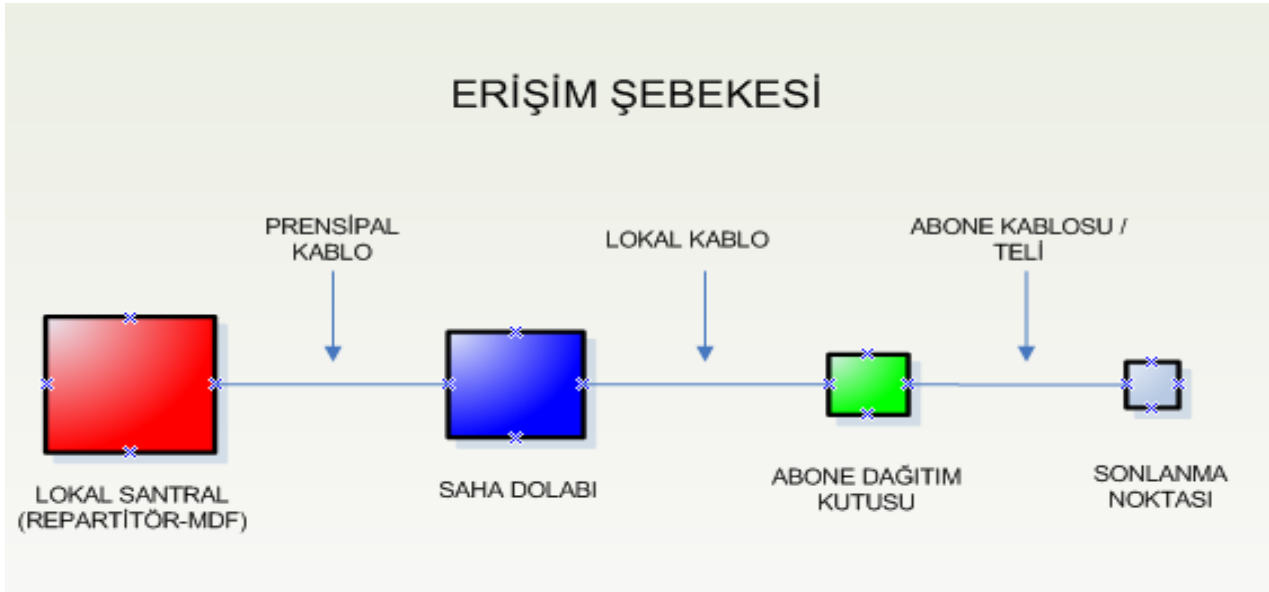 ERİŞİM ŞEBEKESİ
PRENSİPAL
KABLO
LOKAL KABLO
ABONE KABLOSU /
TELİ
LOKAL SANTRAL
(REPARTİTÖR-MDF)
SAHA DOLABI
ABONE DAĞITIM
KUTUSU
SONLANMA
NOKTASI